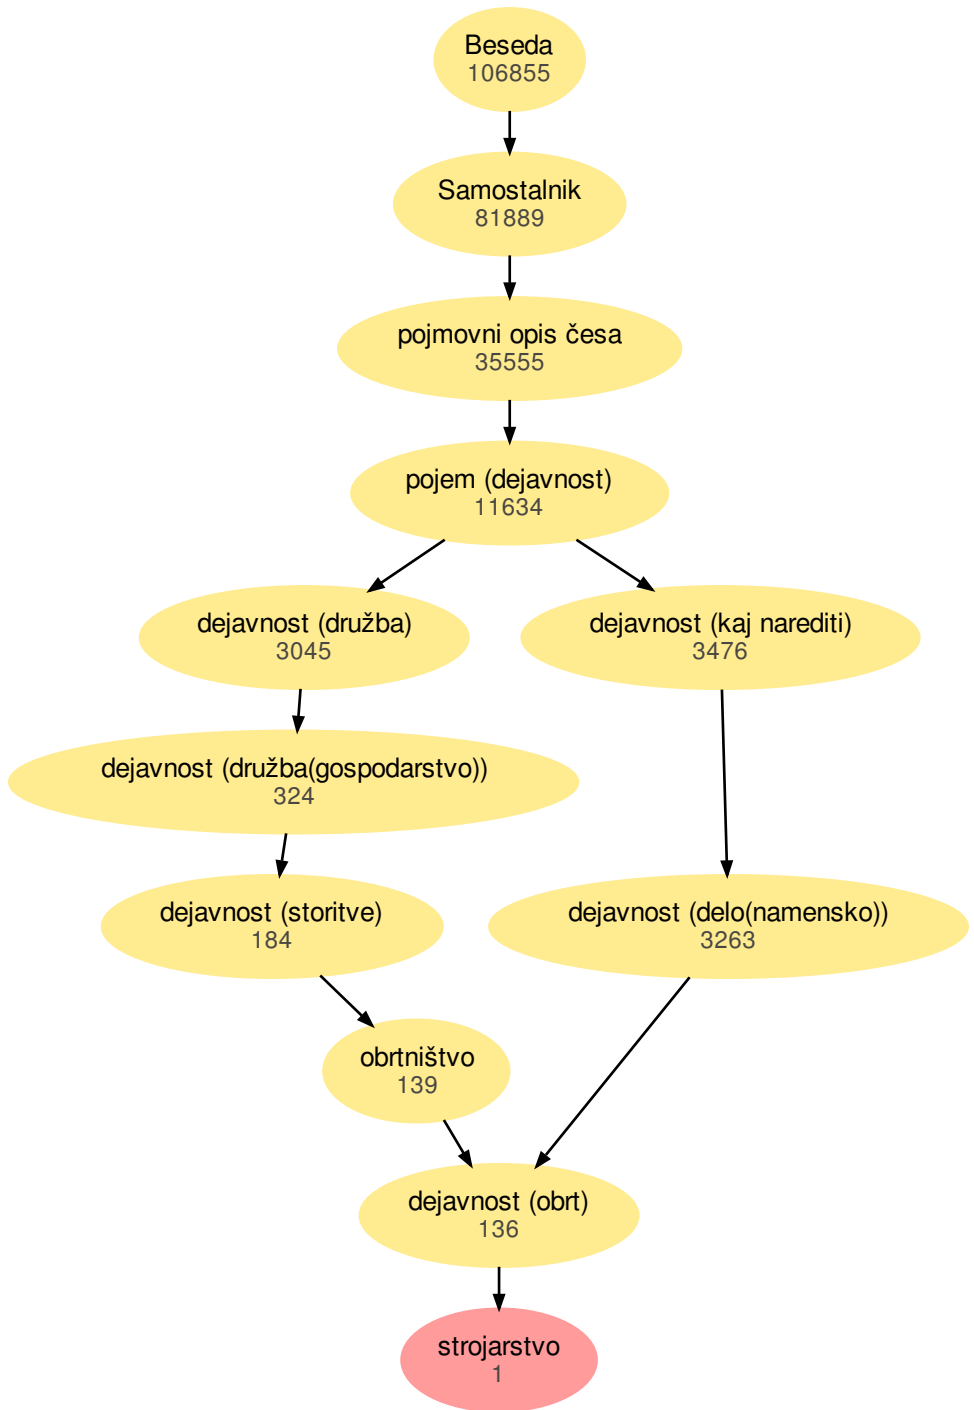 Beseda
106855
Samostalnik
81889
pojmovni opis česa
35555
pojem (dejavnost)
11634
dejavnost (družba)
3045
dejavnost (kaj narediti)
3476
dejavnost (družba(gospodarstvo))
324
dejavnost (storitve)
184
dejavnost (delo(namensko))
3263
obrtništvo
139
dejavnost (obrt)
136
strojarstvo
1